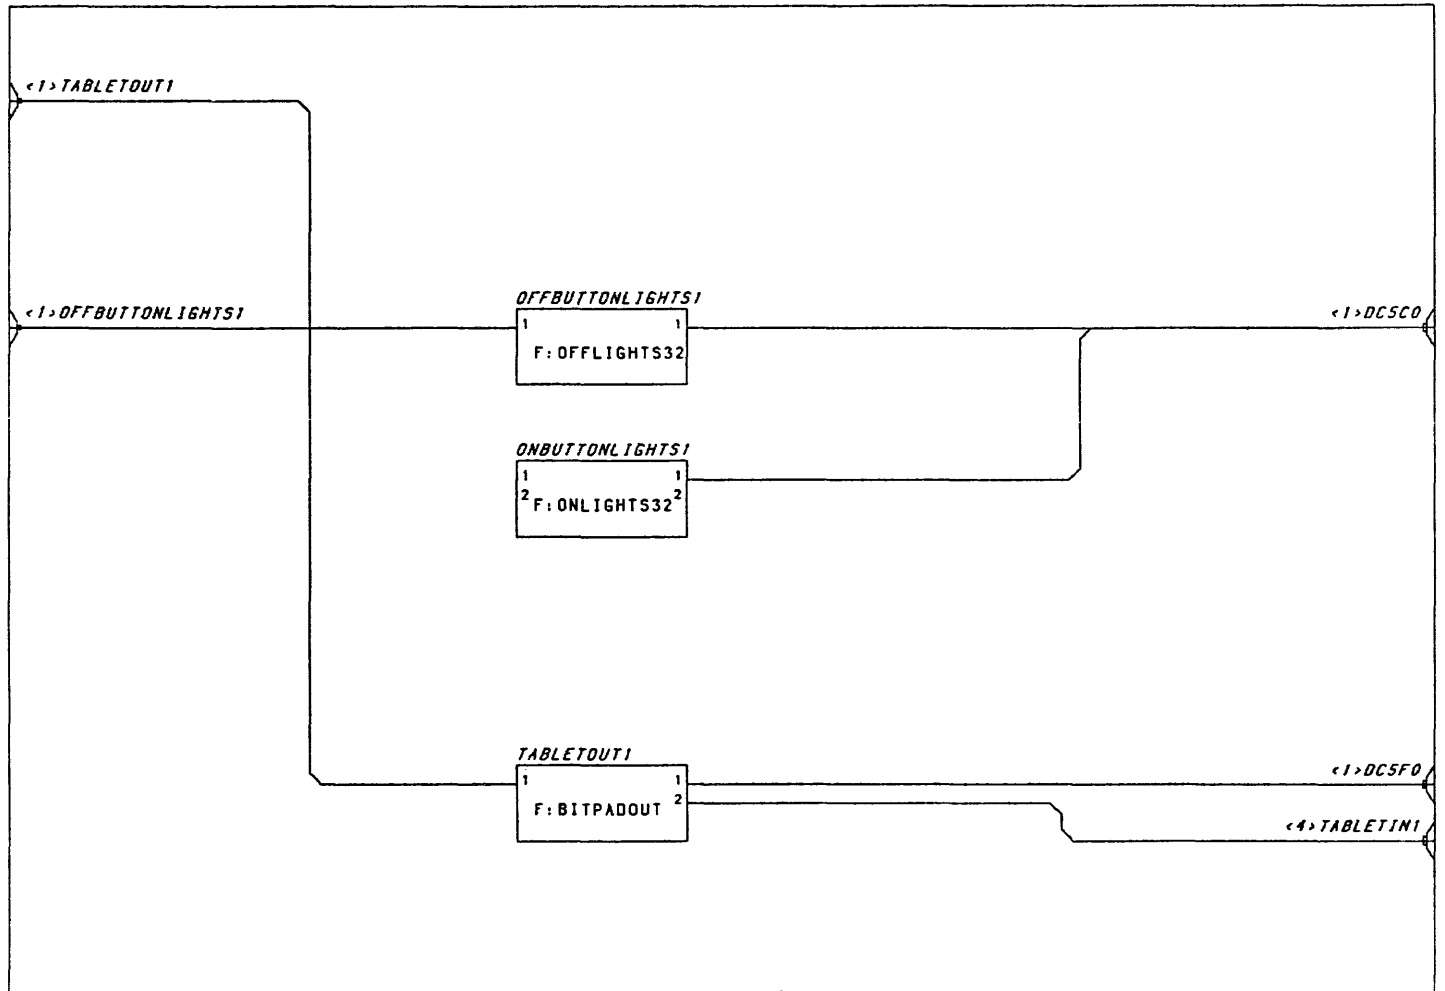 <1>TABLETOUT1
<1>OFFBUTTONLIGHTS1
OFFBUTTONLIGHTS1
1 1
F:OFFLIGHTS32
<1>DC5C0
ONBUTTONLIGHTS1
1 1
2 F:ONLIGHTS32 2
TABLETOUT1
1 1
F:BITPADOUT 2
<1>DC5F0
<4>TABLETIN1